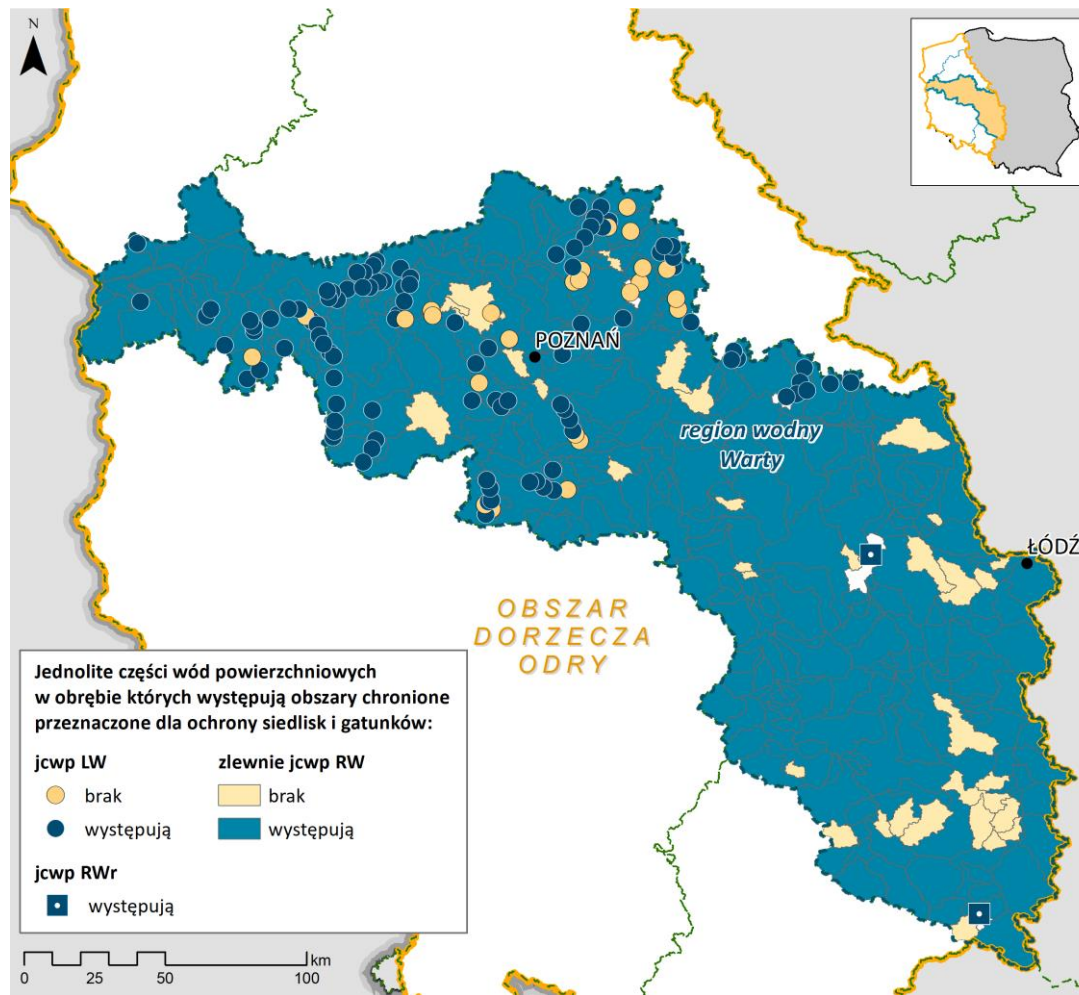 N
POZNAŃ
region wodny
Warty
ŁÓDŹ
OBSZAR
DORZECZA
ODRY
Jednolite części wód powierzchniowych
w obrębie których występują obszary chronione
przeznaczone dla ochrony siedlisk i gatunków:
jcwp LW
brak
występują
zlewnie jcwp RW
brak
występują
jcwp RWr
występują
km
0 25 50 100